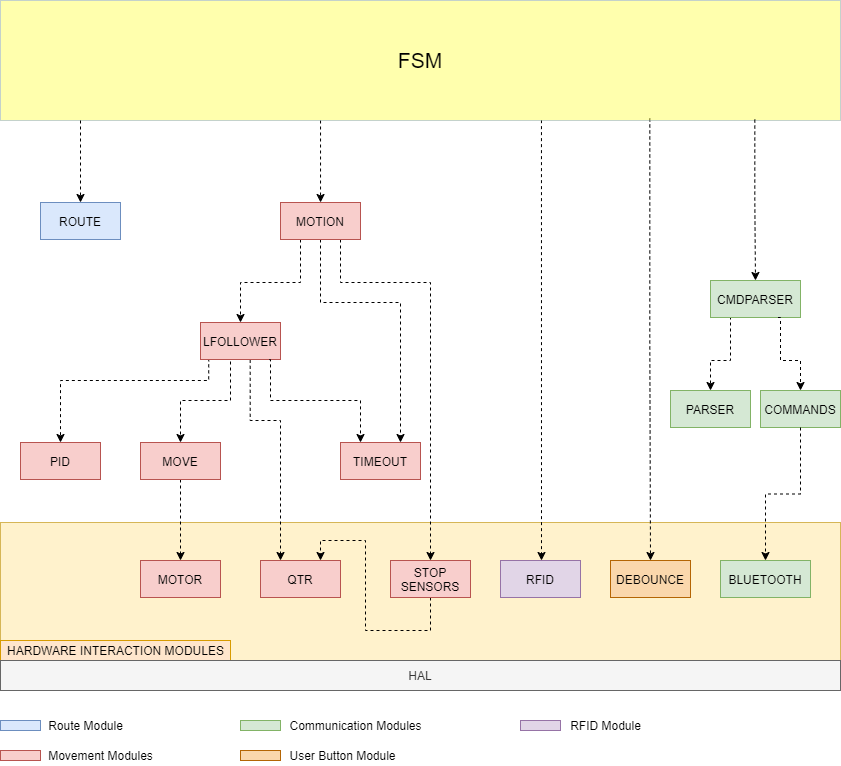 FSM
ROUTE
MOTION
CMDPARSER
LFOLLOWER
PARSER
COMMANDS
PID
MOVE
TIMEOUT
MOTOR
QTR
STOP
SENSORS
RFID
DEBOUNCE
BLUETOOTH
HARDWARE INTERACTION MODULES
HAL
Route Module
Communication Modules
RFID Module
Movement Modules
User Button Module